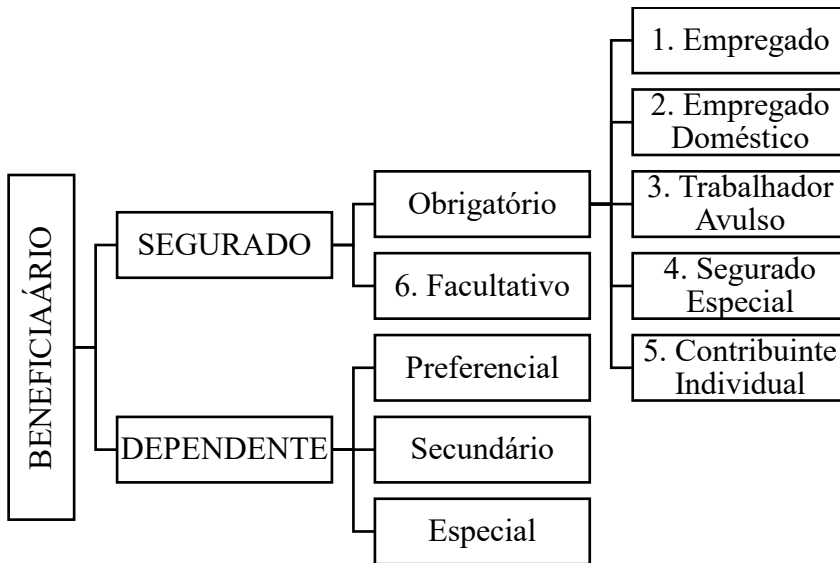 BENEFICIAÁRIO
SEGURADO
DEPENDENTE
Obrigatório
6. Facultativo
Preferencial
Secundário
Especial
1. Empregado
2. Empregado
Doméstico
3. Trabalhador
Avulso
4. Segurado
Especial
5. Contribuinte
Individual